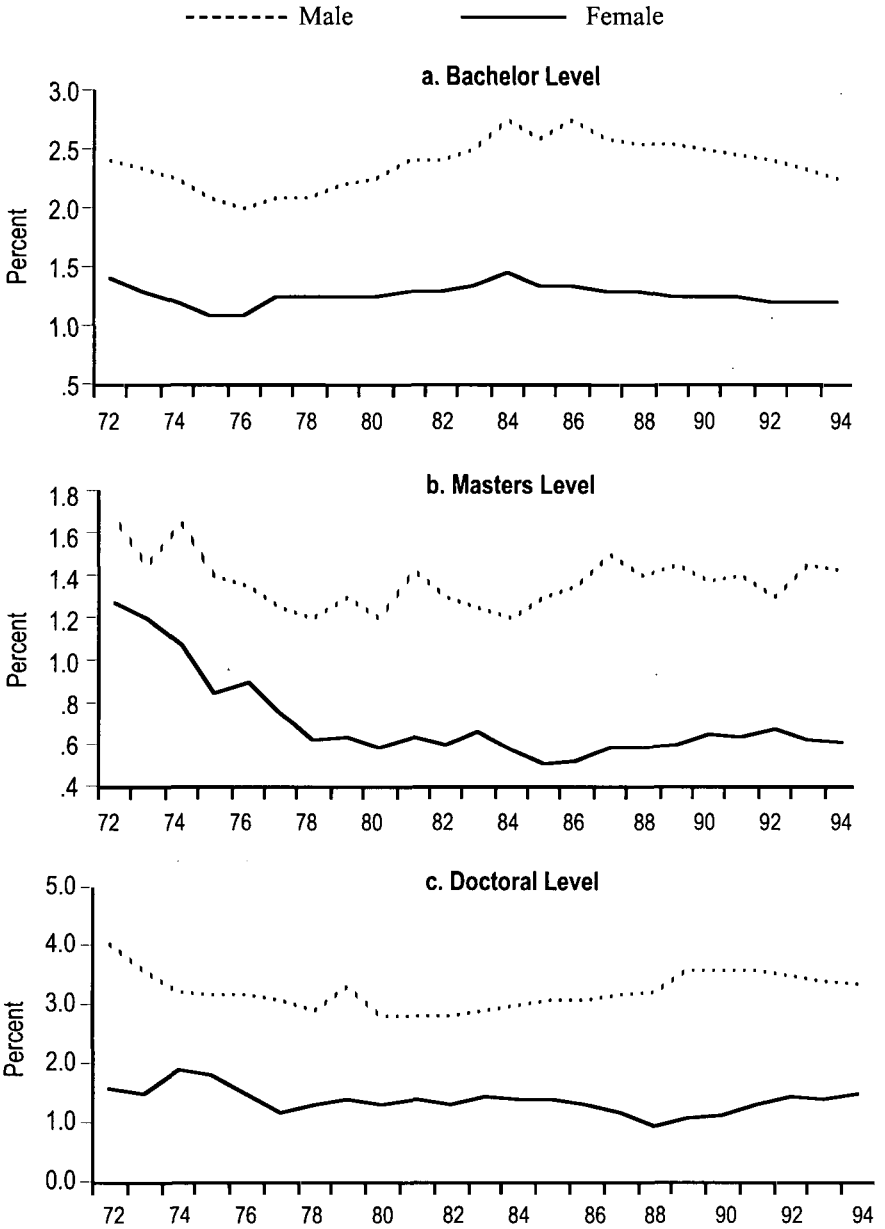 Male Female
a. Bachelor Level
3.0
2.5
2.0
1.5
1.0
.5
Percent
72 74 76 78 80 82 84 86 88 90 92 94
b. Masters Level
1.8
1.6
1.4
1.2
1.0
.8
.6
.4
Percent
72 74 76 78 80 82 84 86 88 90 92 94
c. Doctoral Level
5.0
4.0
3.0
2.0
1.0
0.0
Percent
72 74 76 78 80 82 84 86 88 90 92 94